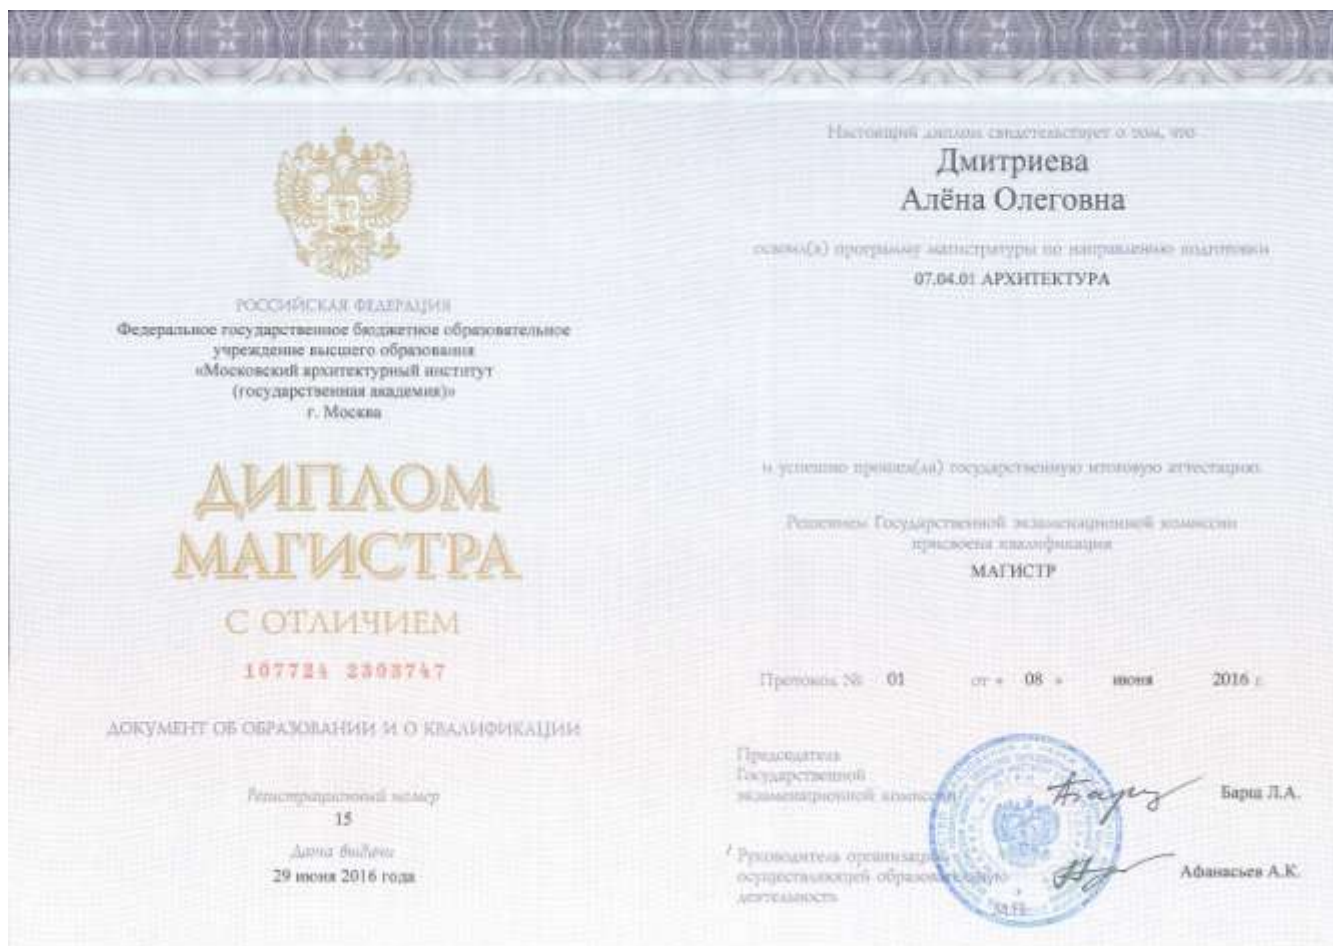 РОССИЙСКАЯ ФЕДЕРАЦИЯ
Федеральное государственное бюджетное образовательное
учреждение высшего образования
«Московский архитектурный институт
(государственная академия)»
г. Москва
ДИПЛОМ
МАГИСТРА
С ОТЛИЧИЕМ
107724 2303747
ДОКУМЕНТ ОБ ОБРАЗОВАНИИ И О КВАЛИФИКАЦИИ
Регистрационный номер
15
Дата выдачи
29 июня 2016 года
Настоящий диплом свидетельствует о том, что
Дмитриева
Алёна Олеговна
освоил(а) программу магистратуры по направлению подготовки
07.04.01 АРХИТЕКТУРА
и успешно прошел(ла) государственную итоговую аттестацию.
Решением Государственной экзаменационной комиссии
присвоена квалификация
МАГИСТР
Протокол № 01 от « 08 » июня 2016 г.
Председатель
Государственной
экзаменационной комиссии Барщ Л.А.
Руководитель организации,
осуществляющей образовательную Афанасьев А.К.
деятельность
М.П.